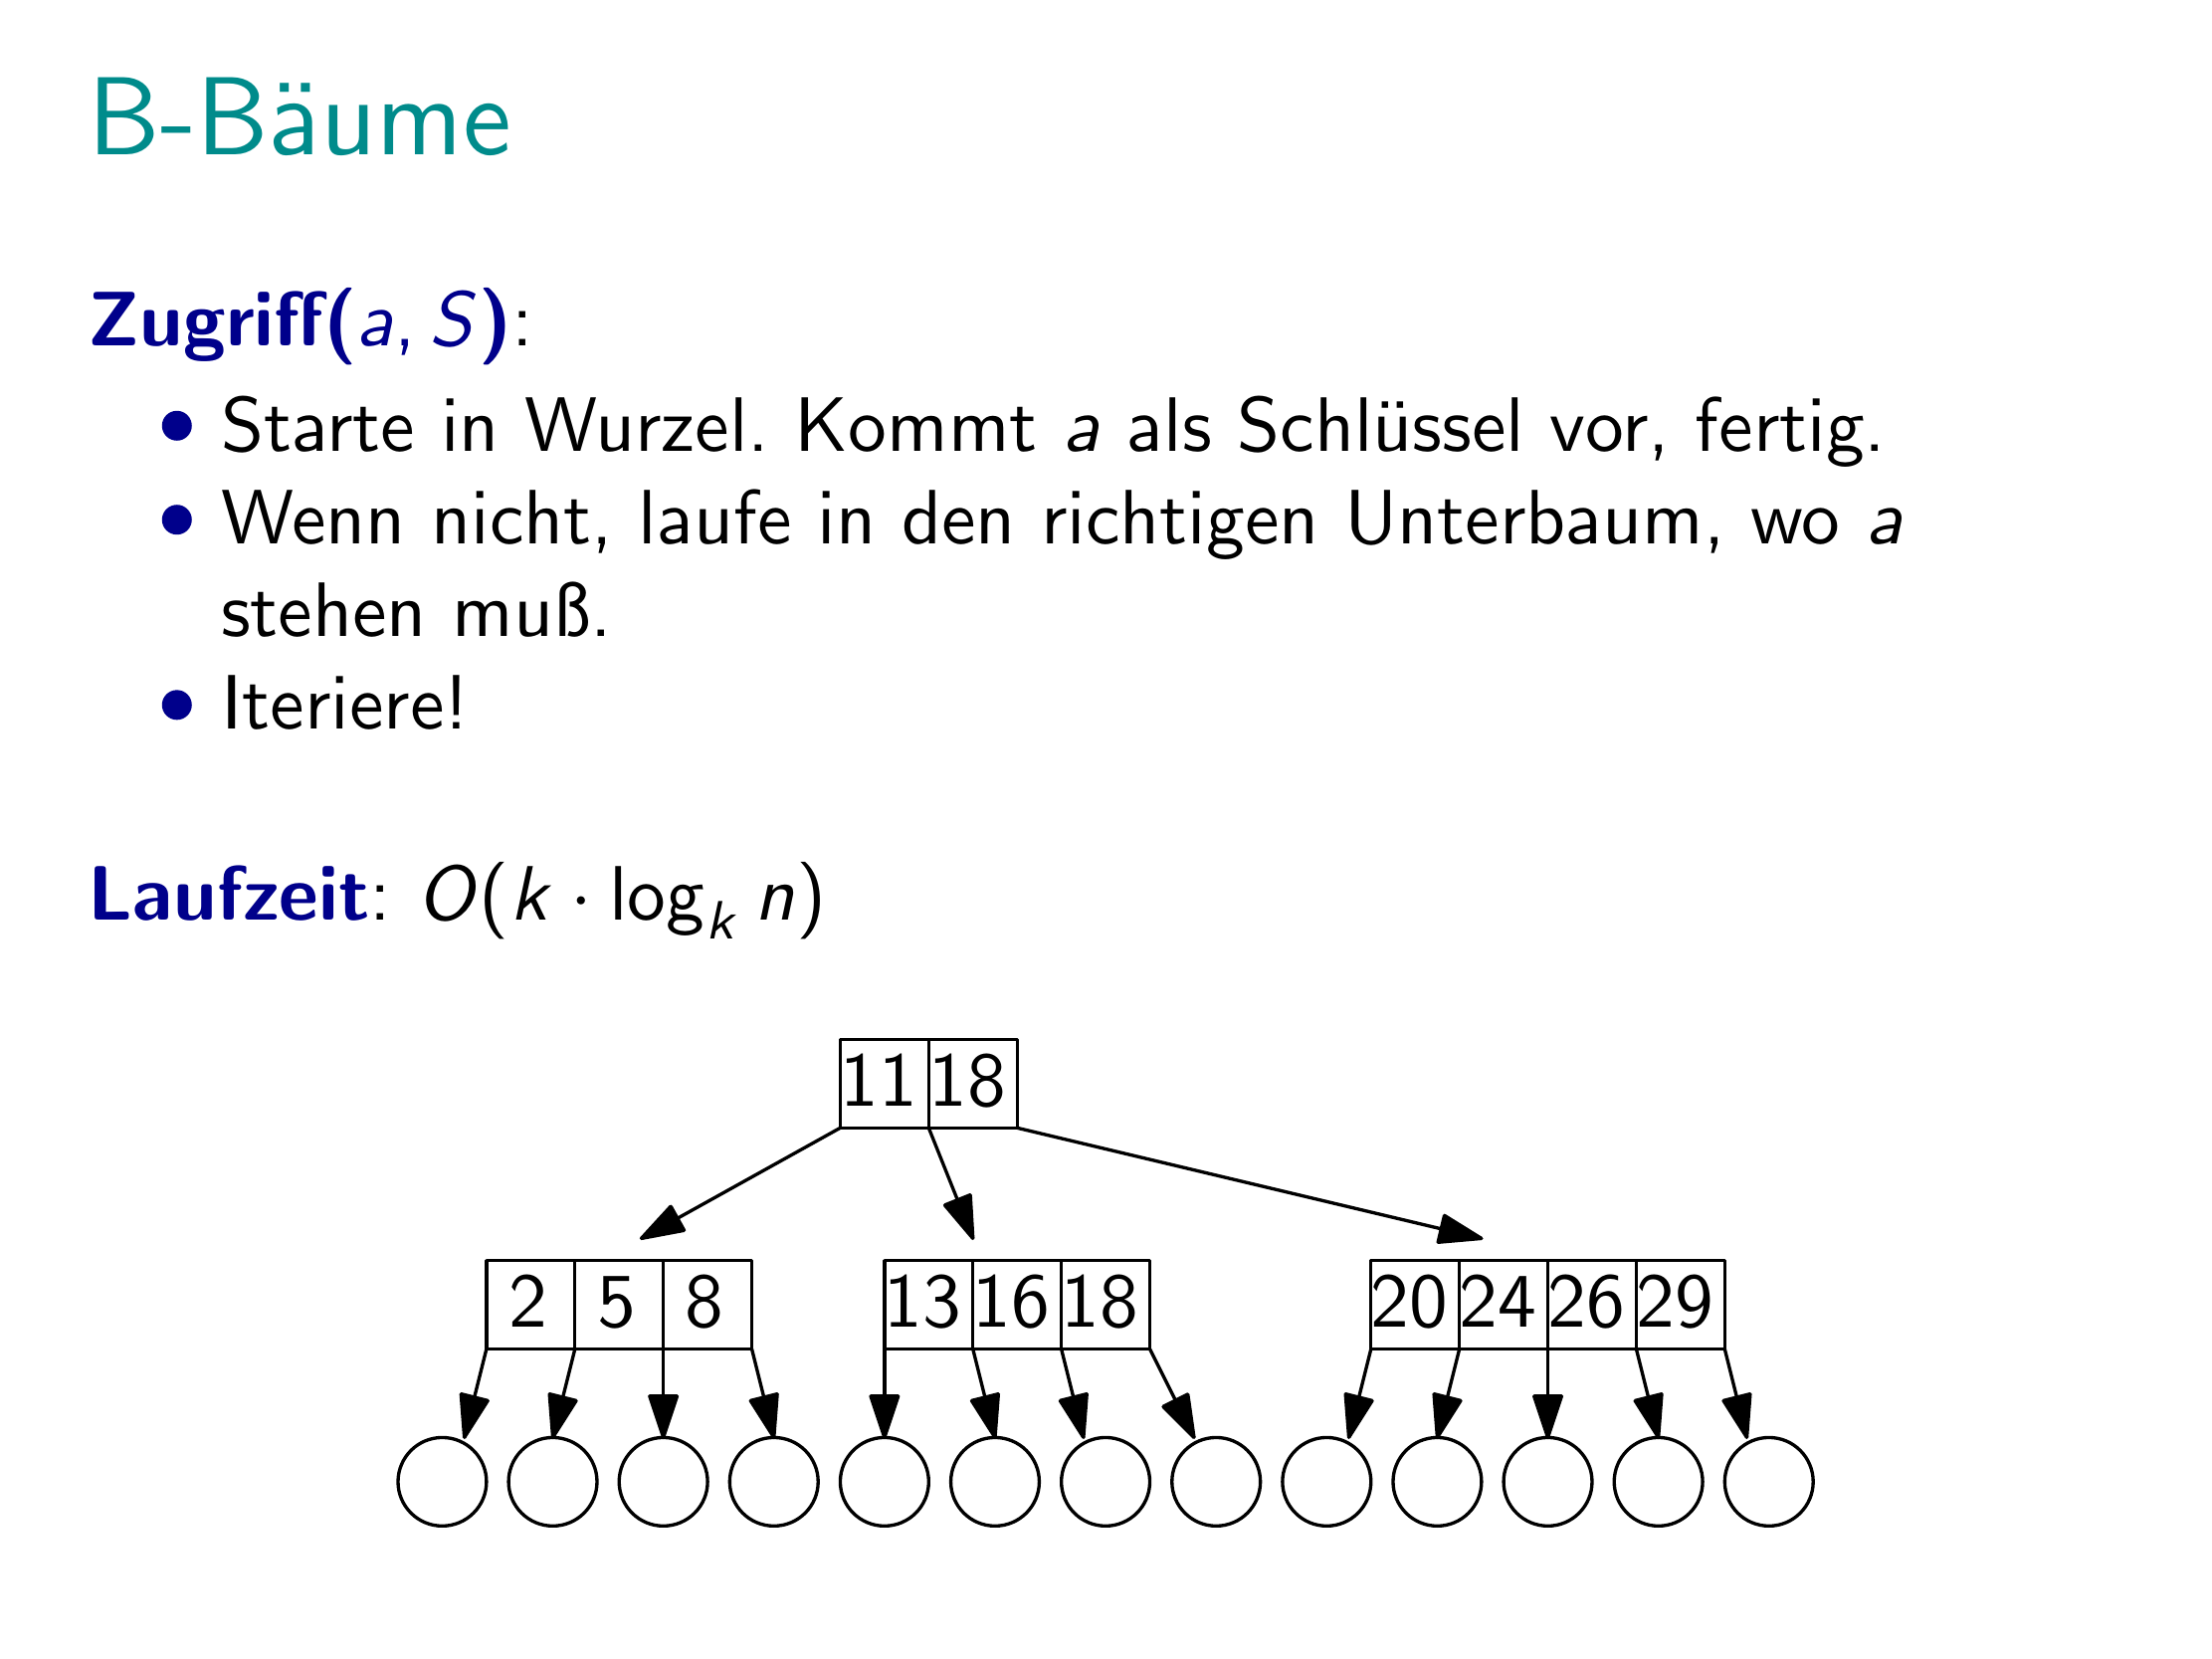 B-Bäume
Zugriff(a, S):
• Starte in Wurzel. Kommt a als Schlüssel vor, fertig.
• Wenn nicht, laufe in den richtigen Unterbaum, wo a
stehen muß.
• Iteriere!
Laufzeit: O(k · log_k n)
11 18
2 5 8 13 16 18 20 24 26 29